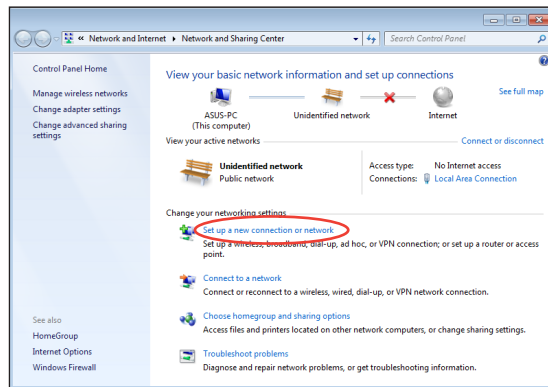 « Network and Internet ▸ Network and Sharing Center
Search Control Panel
Control Panel Home
Manage wireless networks
Change adapter settings
Change advanced sharing
settings
See also
HomeGroup
Internet Options
Windows Firewall
View your basic network information and set up connections
See full map
ASUS-PC
(This computer)
Unidentified network
Internet
View your active networks
Connect or disconnect
Unidentified network
Public network
Access type: No Internet access
Connections: Local Area Connection
Change your networking settings
Set up a new connection or network
Set up a wireless, broadband, dial-up, ad hoc, or VPN connection; or set up a router or access
point.
Connect to a network
Connect or reconnect to a wireless, wired, dial-up, or VPN network connection.
Choose homegroup and sharing options
Access files and printers located on other network computers, or change sharing settings.
Troubleshoot problems
Diagnose and repair network problems, or get troubleshooting information.